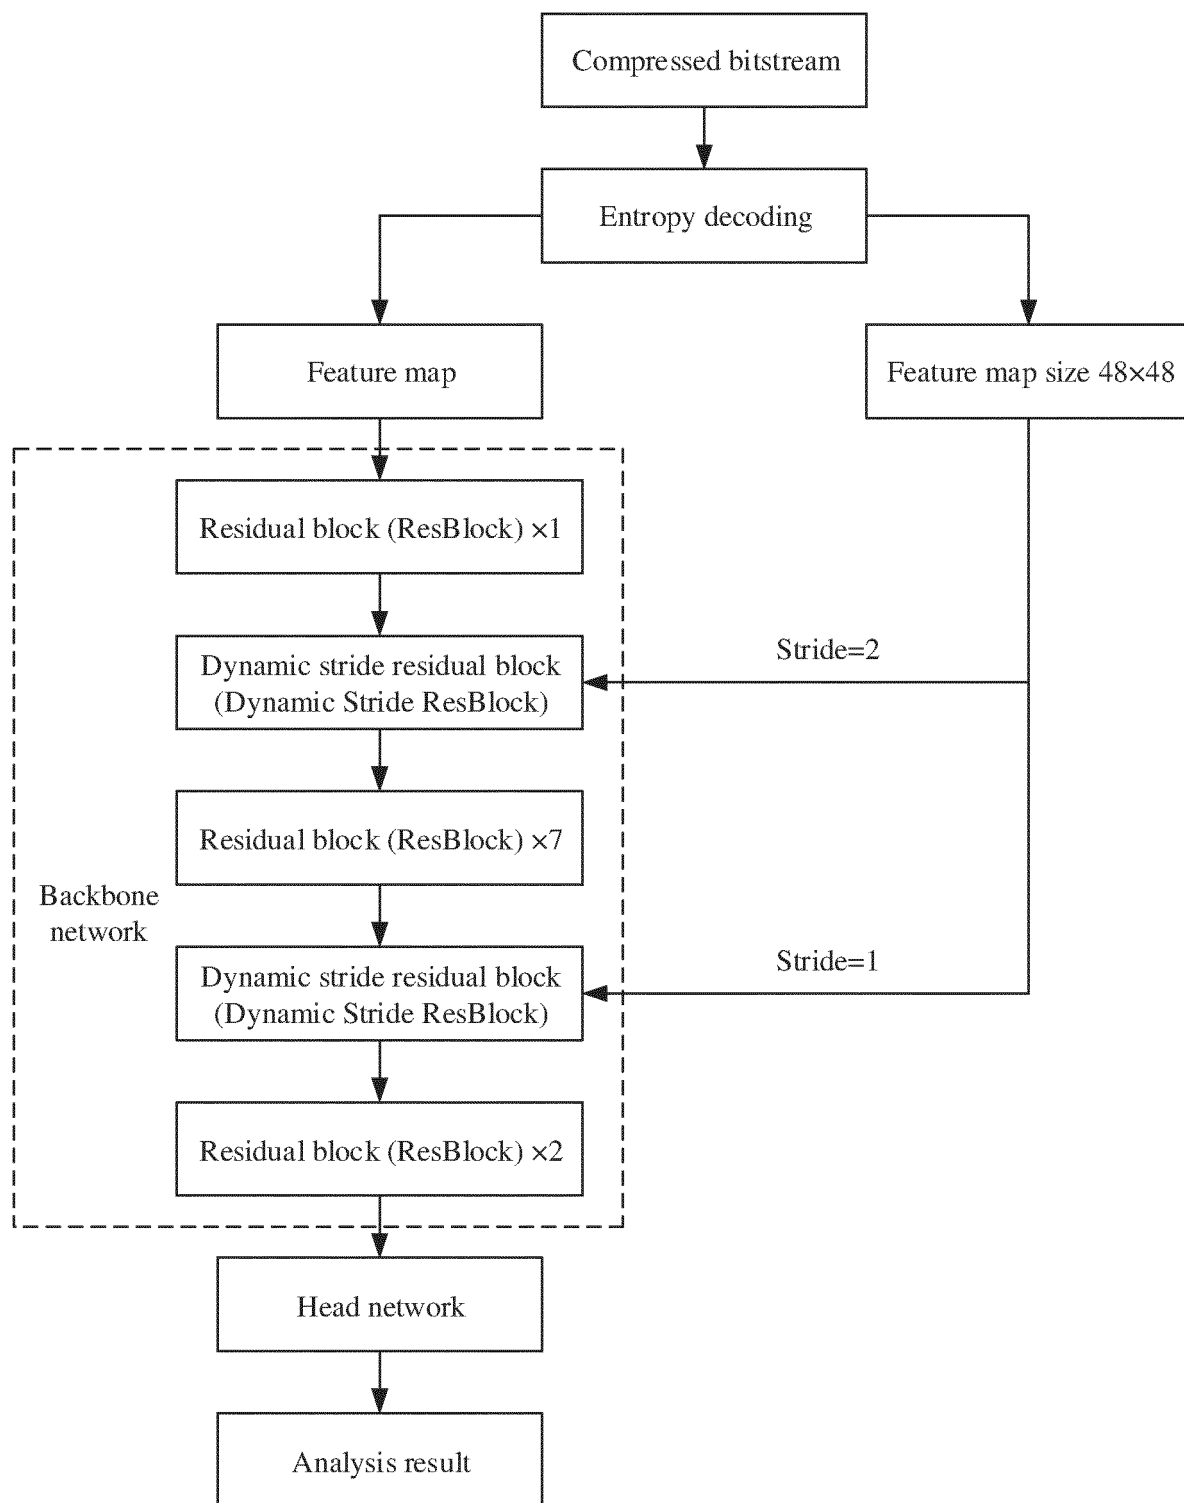 Compressed bitstream
Entropy decoding
Feature map
Feature map size 48×48
Residual block (ResBlock) ×1
Dynamic stride residual block
(Dynamic Stride ResBlock)
Stride=2
Residual block (ResBlock) ×7
Backbone
network
Dynamic stride residual block
(Dynamic Stride ResBlock)
Stride=1
Residual block (ResBlock) ×2
Head network
Analysis result